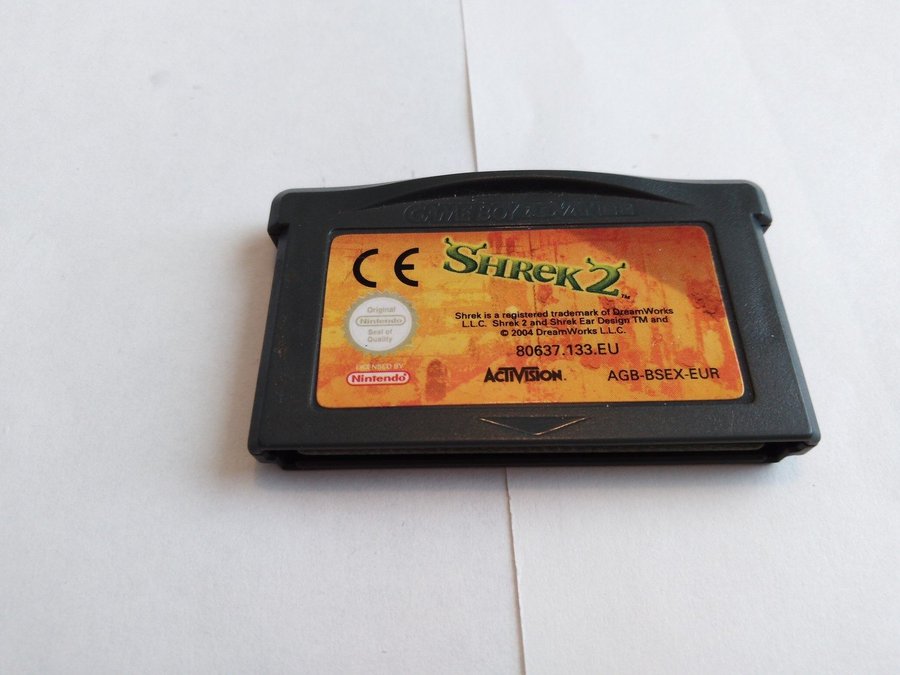 GAME BOY ADVANCE
CE
SHREK 2™
Original
Nintendo
Seal of
Quality
LICENSED BY
Nintendo
Shrek is a registered trademark of DreamWorks
L.L.C. Shrek 2 and Shrek Ear Design TM and
© 2004 DreamWorks L.L.C.
80637.133.EU
ACTIVISION.
AGB-BSEX-EUR